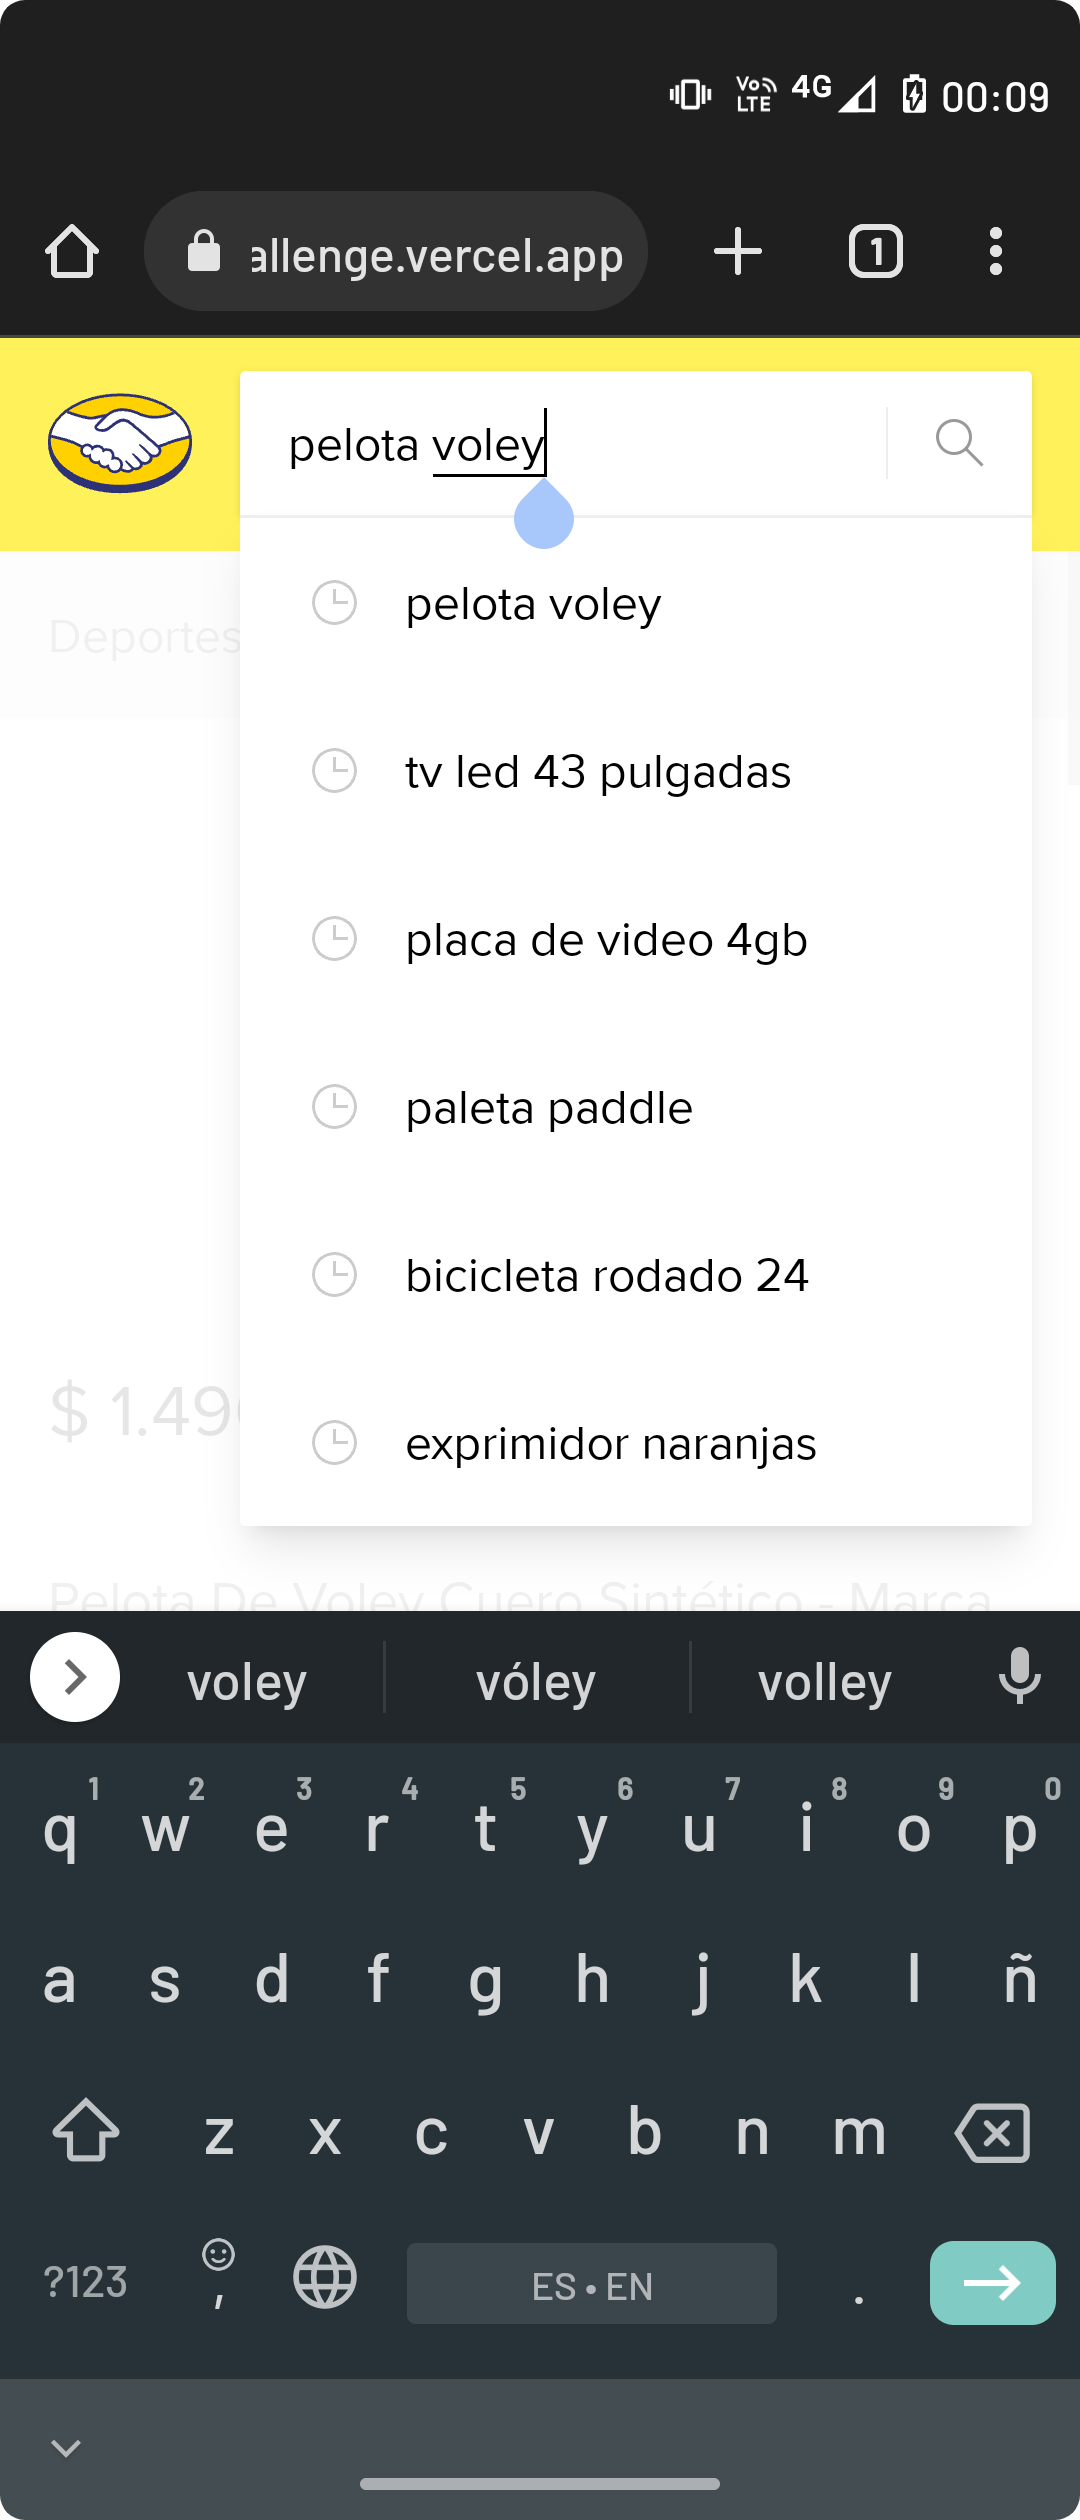 Vo LTE 4G 00:09
allenge.vercel.app 1
pelota voley
Deportes
pelota voley
tv led 43 pulgadas
placa de video 4gb
paleta paddle
bicicleta rodado 24
$ 1.49
exprimidor naranjas
Pelota De Voley Cuero Sintético - Marca
voley vóley volley
1 2 3 4 5 6 7 8 9 0
q w e r t y u i o p
a s d f g h j k l ñ
z x c v b n m
?123 , ES • EN .